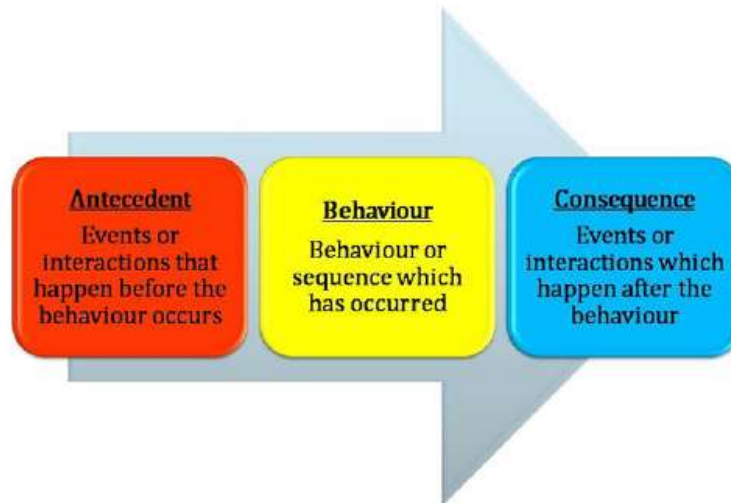 Antecedent
Events or
interactions that
happen before the
behaviour occurs
Behaviour
Behaviour or
sequence which
has occurred
Consequence
Events or
interactions which
happen after the
behaviour